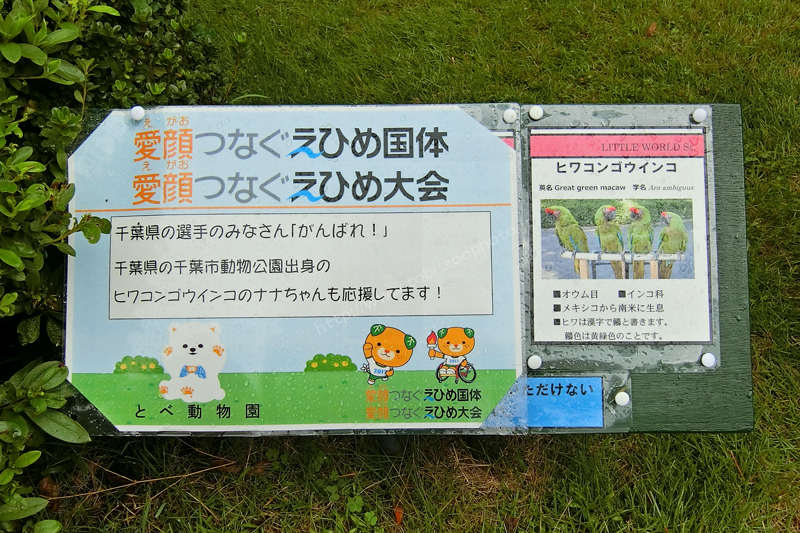 愛顔つなぐえひめ国体
えがお
愛顔つなぐえひめ大会
えがお
千葉県の選手のみなさん「がんばれ！」
千葉県の千葉市動物公園出身の
ヒワコンゴウインコのナナちゃんも応援してます！
とべ動物園
2017
2017
愛顔つなぐえひめ国体
愛顔つなぐえひめ大会
LITTLE WORLD
ヒワコンゴウインコ
英名 Great green macaw 学名 Ara ambiguus
■オウム目 ■インコ科
■メキシコから南米に生息
■ヒワは漢字で鶸と書きます。
鶸色は黄緑色のことです。
ただけない